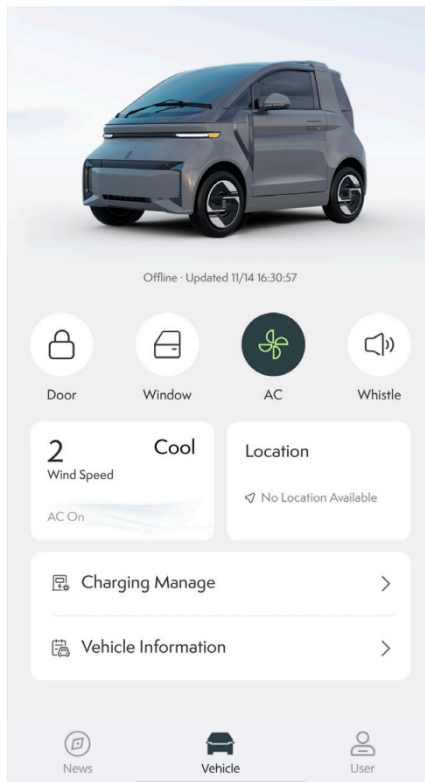 Offline · Updated 11/14 16:30:57
Door
Window
AC
Whistle
2
Cool
Wind Speed
AC On
Location
No Location Available
Charging Manage
Vehicle Information
News
Vehicle
User